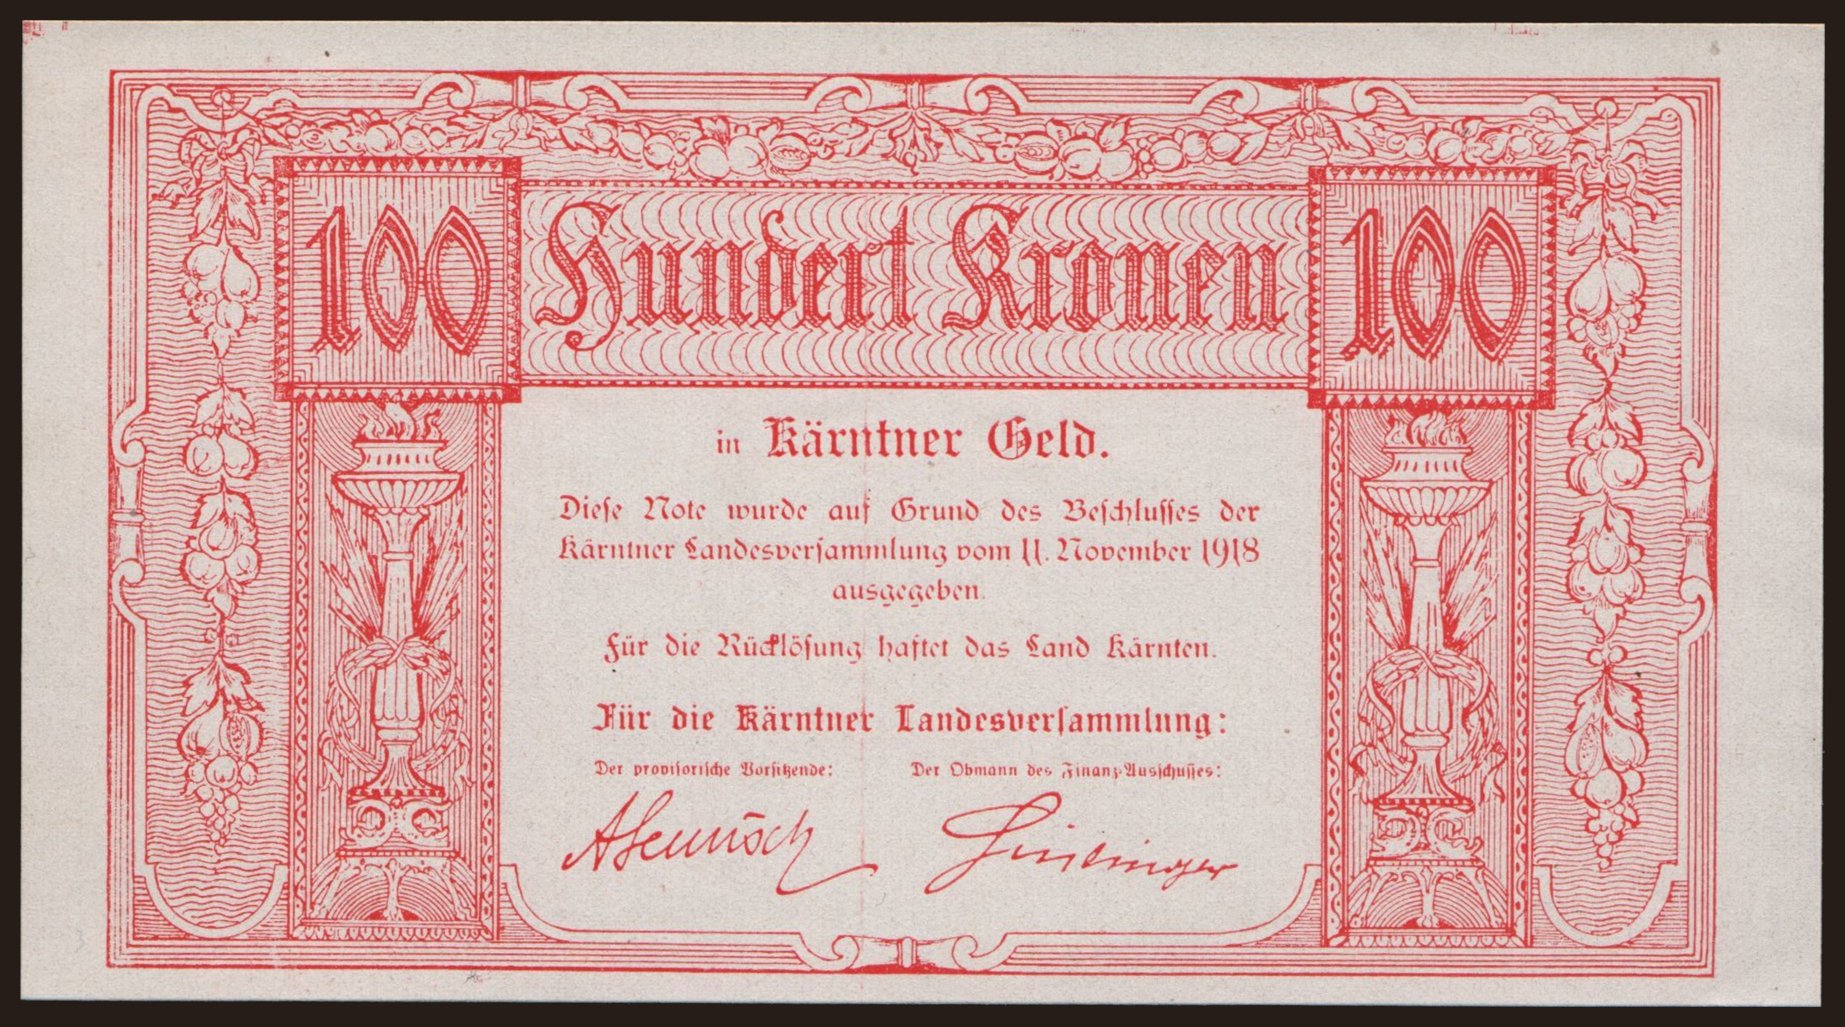 100 Hundert Kronen 100
in Kärntner Geld.
Diese Note wurde auf Grund des Beschlusses der
Kärntner Landesversammlung vom 11. November 1918
ausgegeben.
Für die Rücklösung haftet das Land Kärnten.
Für die Kärntner Landesversammlung:
Der provisorische Vorsitzende: Der Obmann des Finanz-Ausschusses: